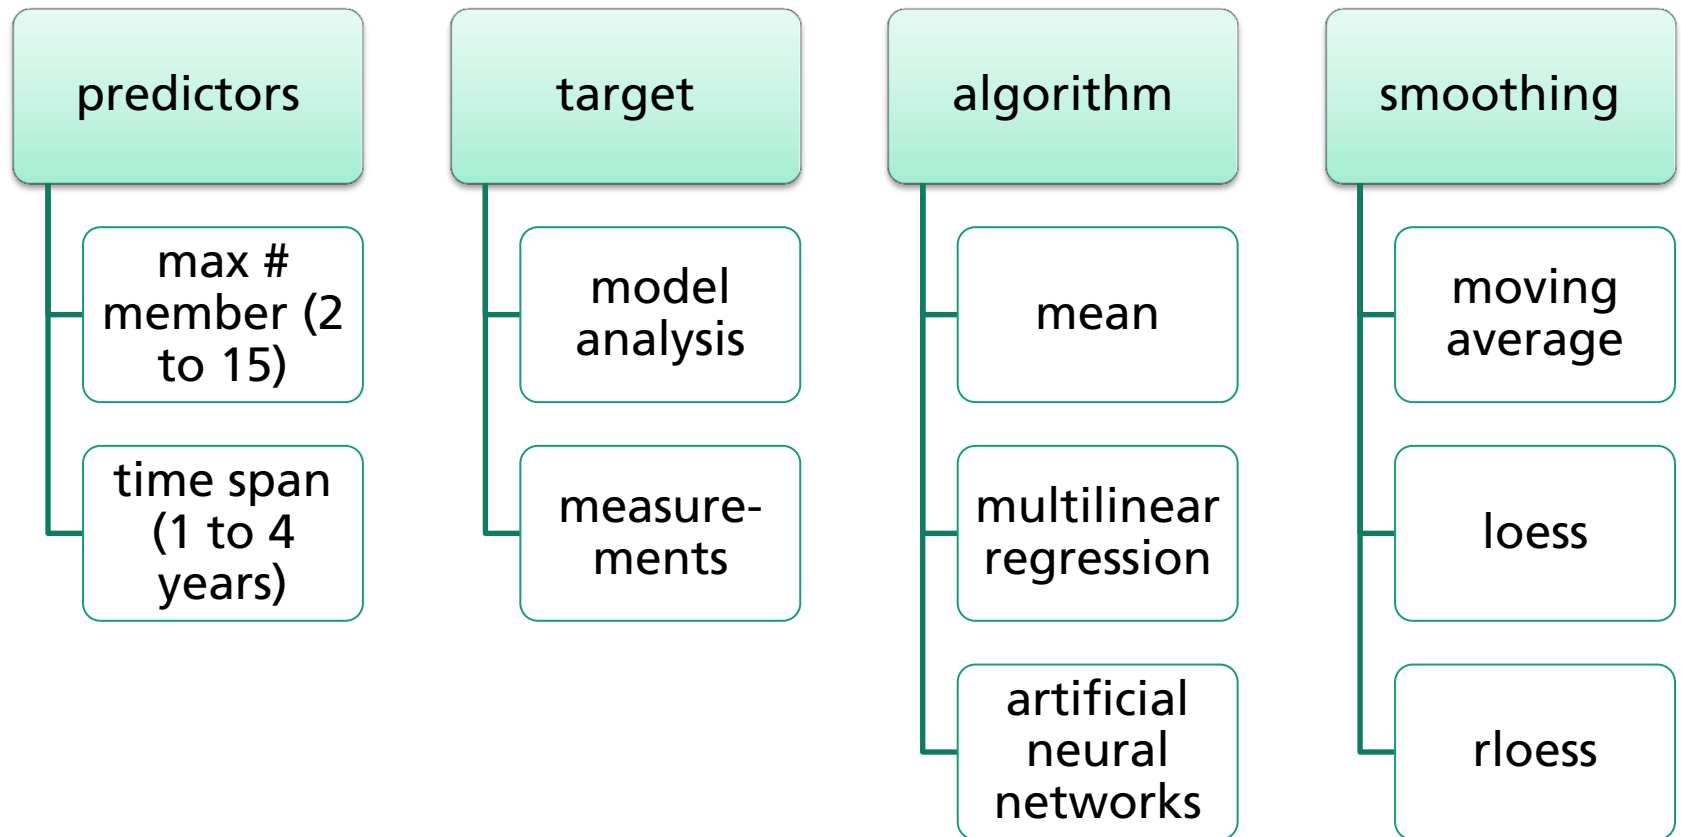 predictors
max #
member (2
to 15)
time span
(1 to 4
years)
target
model
analysis
measure-
ments
algorithm
mean
multilinear
regression
artificial
neural
networks
smoothing
moving
average
loess
rloess